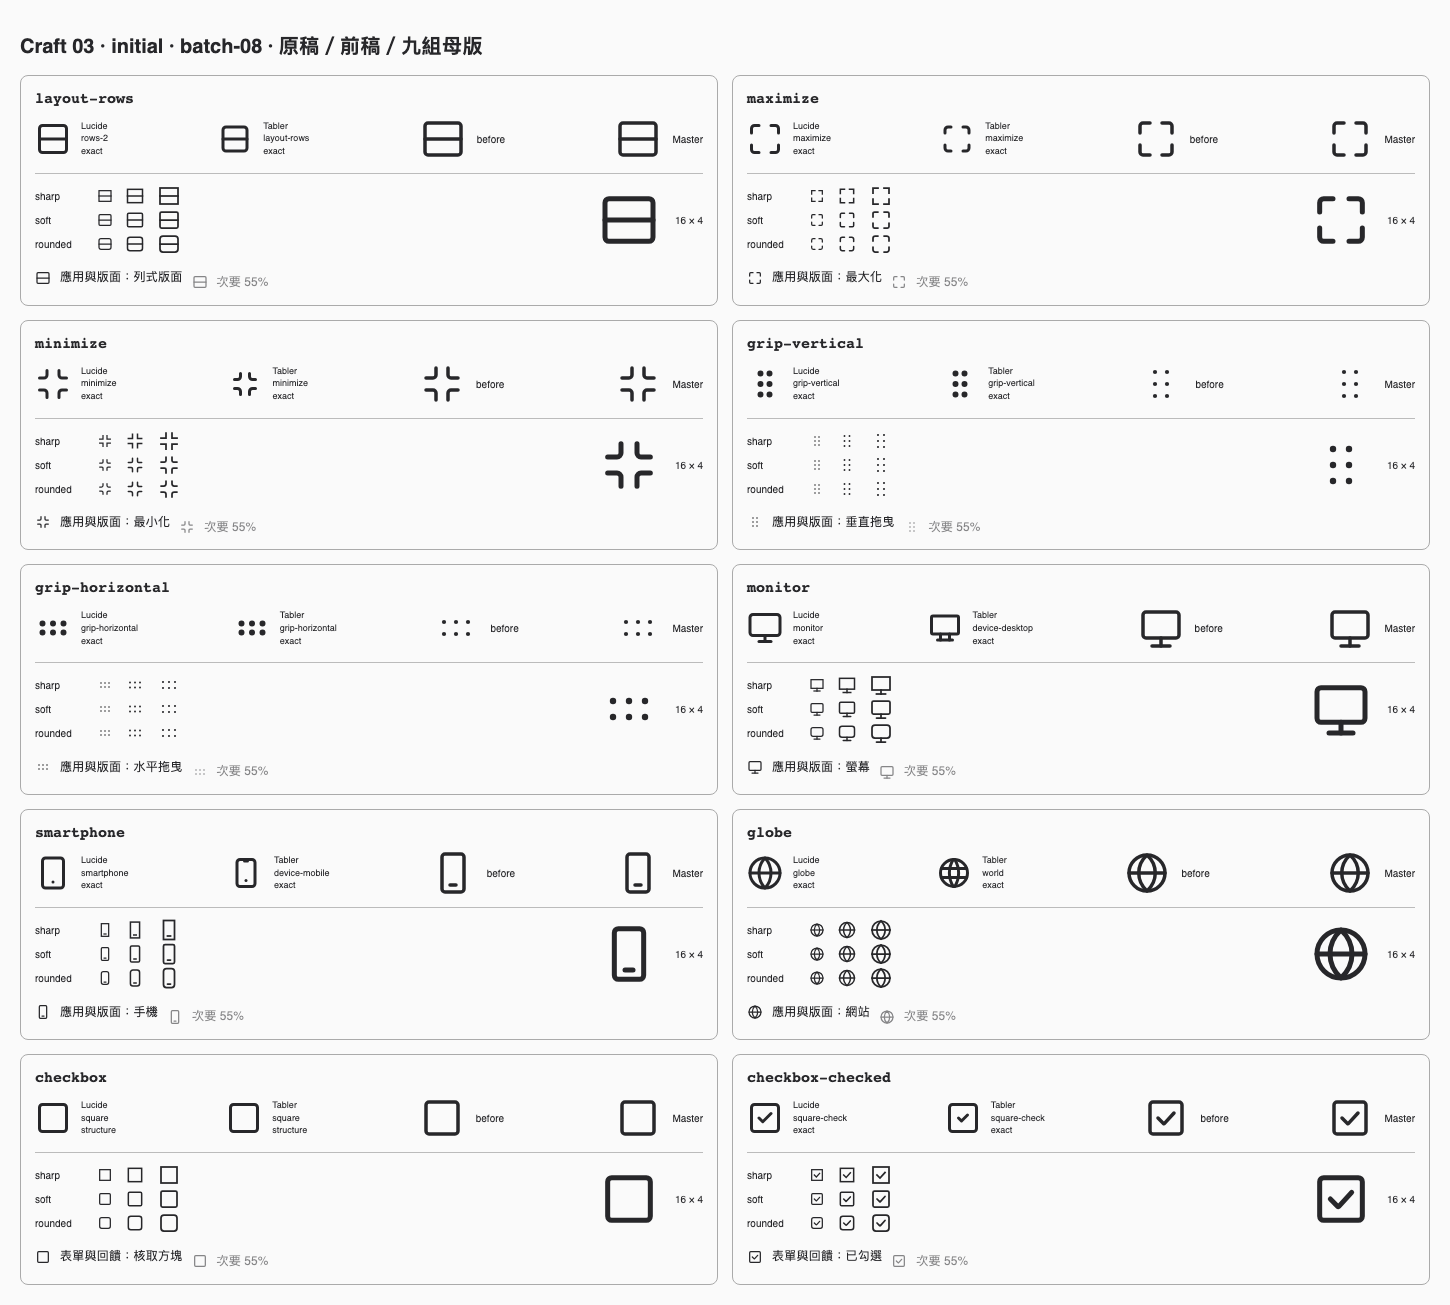 Craft 03 · initial · batch-08 · 原稿 / 前稿 / 九組母版
layout-rows
Lucide
rows-2
exact
Tabler
layout-rows
exact
before
Master
sharp
soft
rounded
16 × 4
應用與版面：列式版面
次要 55%
maximize
Lucide
maximize
exact
Tabler
maximize
exact
before
Master
sharp
soft
rounded
16 × 4
應用與版面：最大化
次要 55%
minimize
Lucide
minimize
exact
Tabler
minimize
exact
before
Master
sharp
soft
rounded
16 × 4
應用與版面：最小化
次要 55%
grip-vertical
Lucide
grip-vertical
exact
Tabler
grip-vertical
exact
before
Master
sharp
soft
rounded
16 × 4
應用與版面：垂直拖曳
次要 55%
grip-horizontal
Lucide
grip-horizontal
exact
Tabler
grip-horizontal
exact
before
Master
sharp
soft
rounded
16 × 4
應用與版面：水平拖曳
次要 55%
monitor
Lucide
monitor
exact
Tabler
device-desktop
exact
before
Master
sharp
soft
rounded
16 × 4
應用與版面：螢幕
次要 55%
smartphone
Lucide
smartphone
exact
Tabler
device-mobile
exact
before
Master
sharp
soft
rounded
16 × 4
應用與版面：手機
次要 55%
globe
Lucide
globe
exact
Tabler
world
exact
before
Master
sharp
soft
rounded
16 × 4
應用與版面：網站
次要 55%
checkbox
Lucide
square
structure
Tabler
square
structure
before
Master
sharp
soft
rounded
16 × 4
表單與回饋：核取方塊
次要 55%
checkbox-checked
Lucide
square-check
exact
Tabler
square-check
exact
before
Master
sharp
soft
rounded
16 × 4
表單與回饋：已勾選
次要 55%